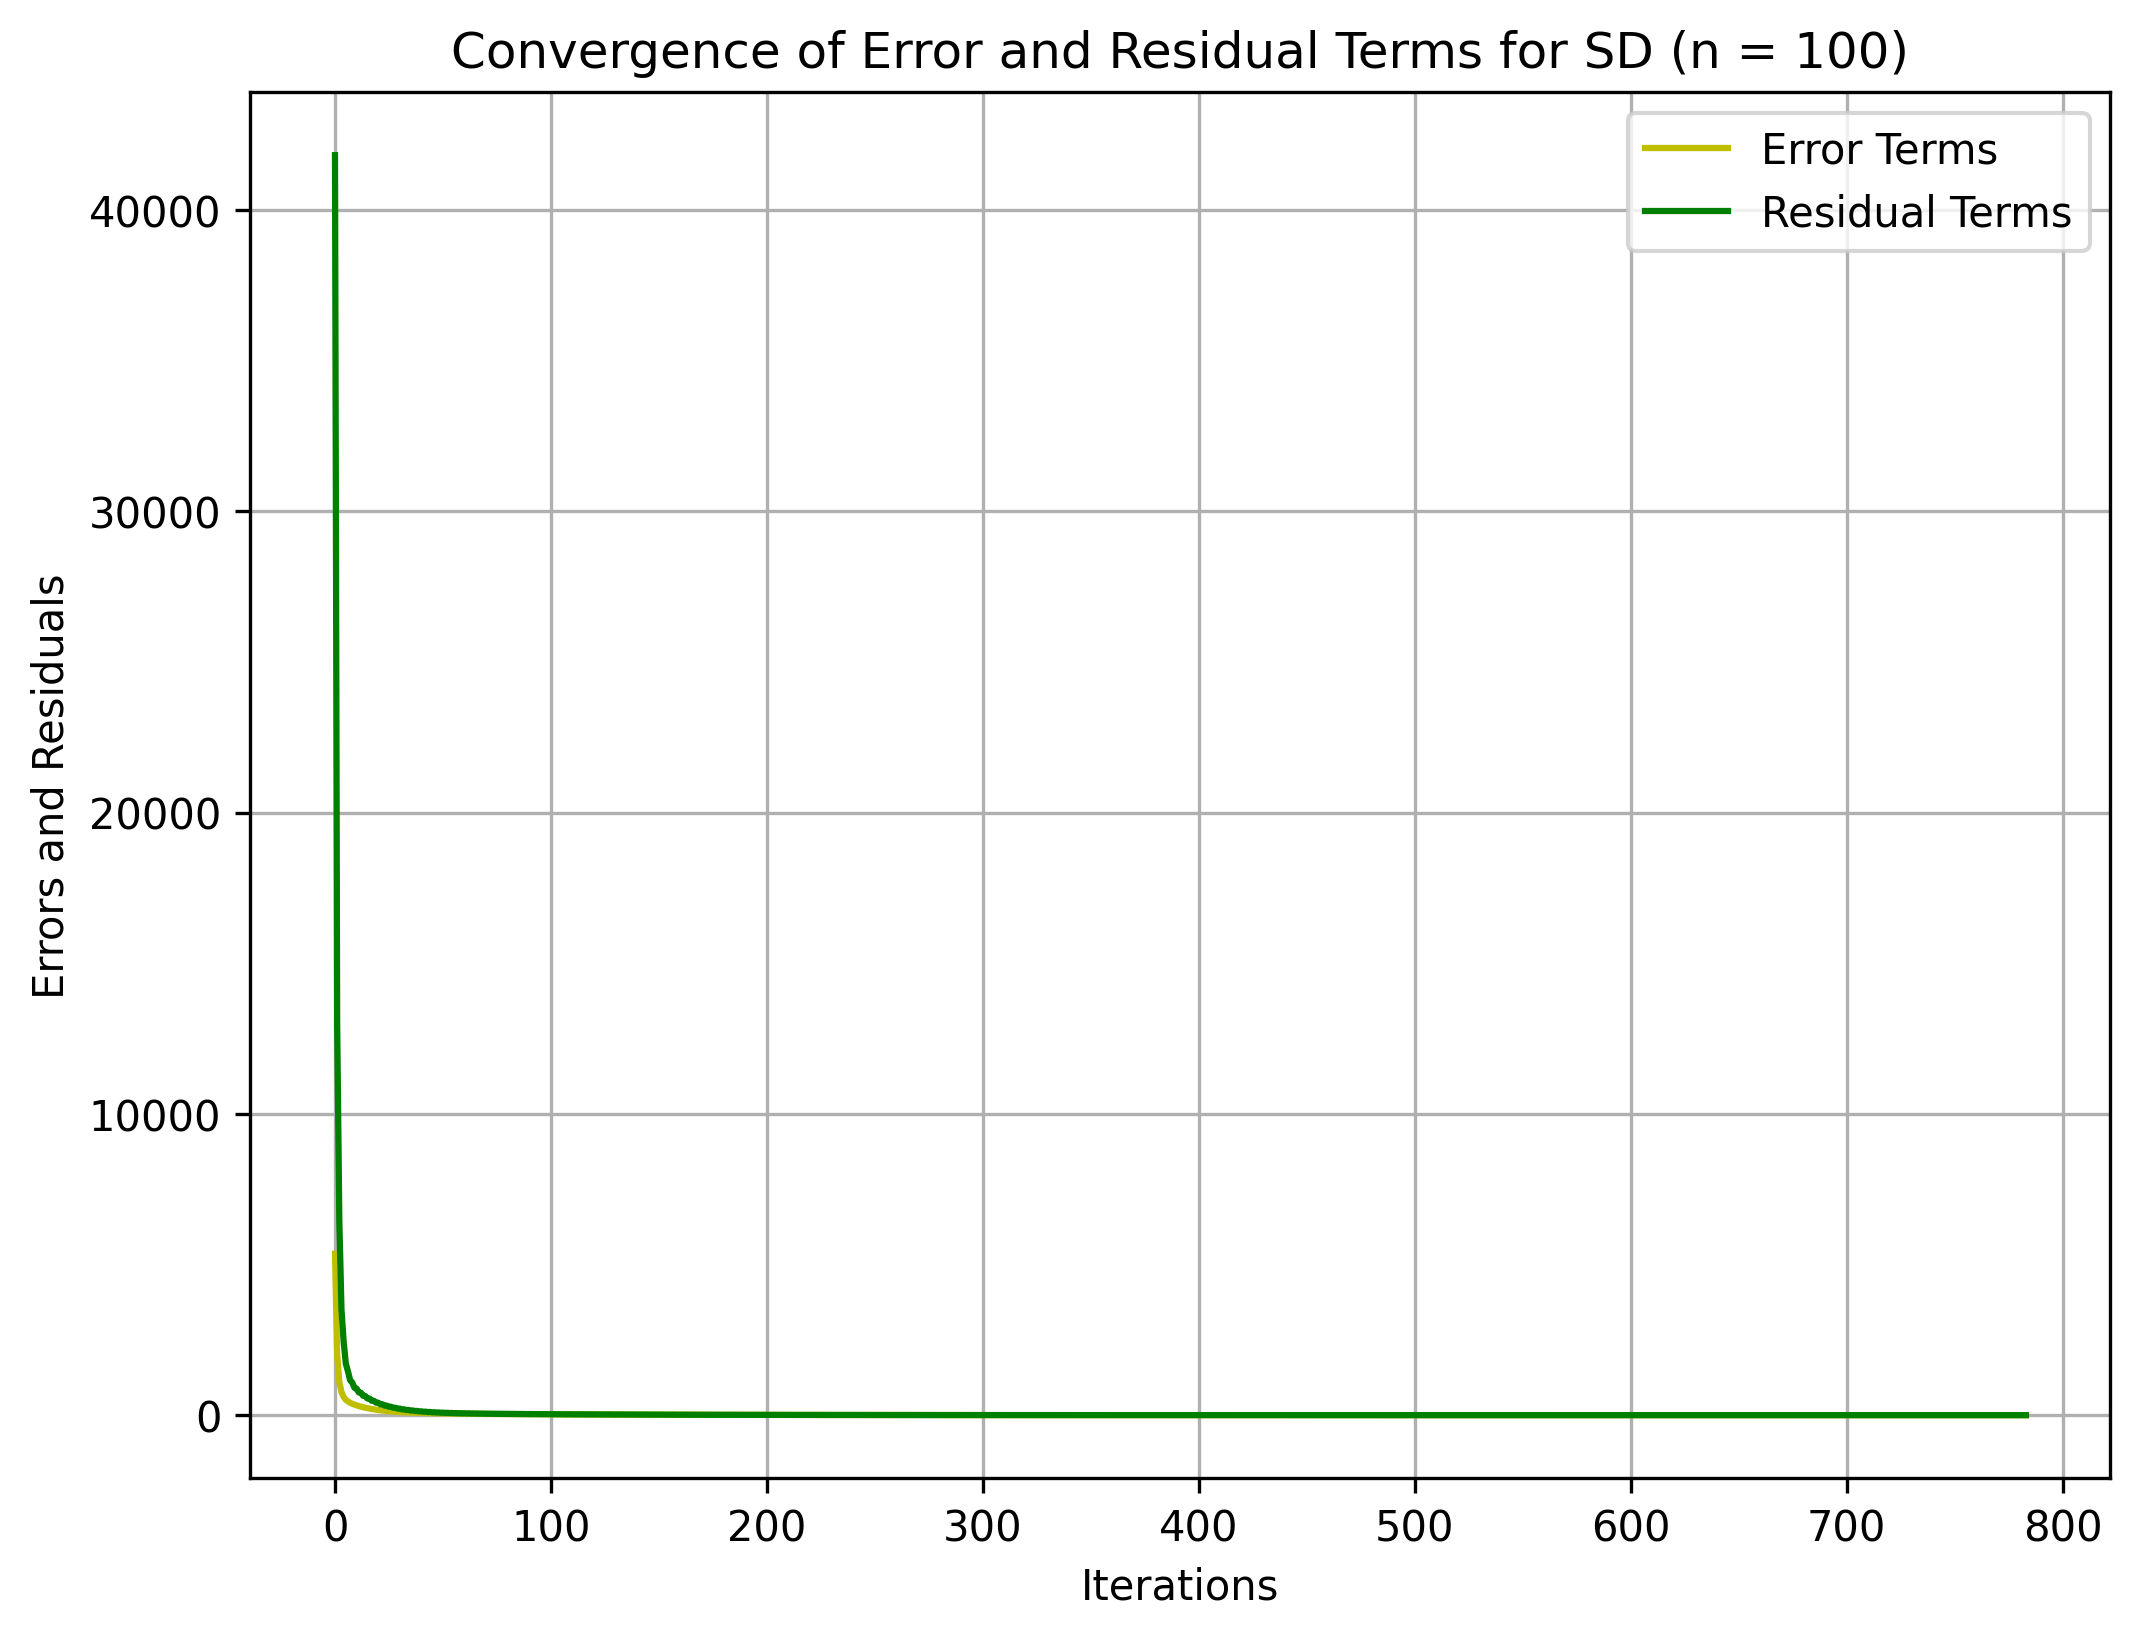 Convergence of Error and Residual Terms for SD (n = 100)
Error Terms
Residual Terms
40000
30000
20000
10000
0
Errors and Residuals
0 100 200 300 400 500 600 700 800
Iterations